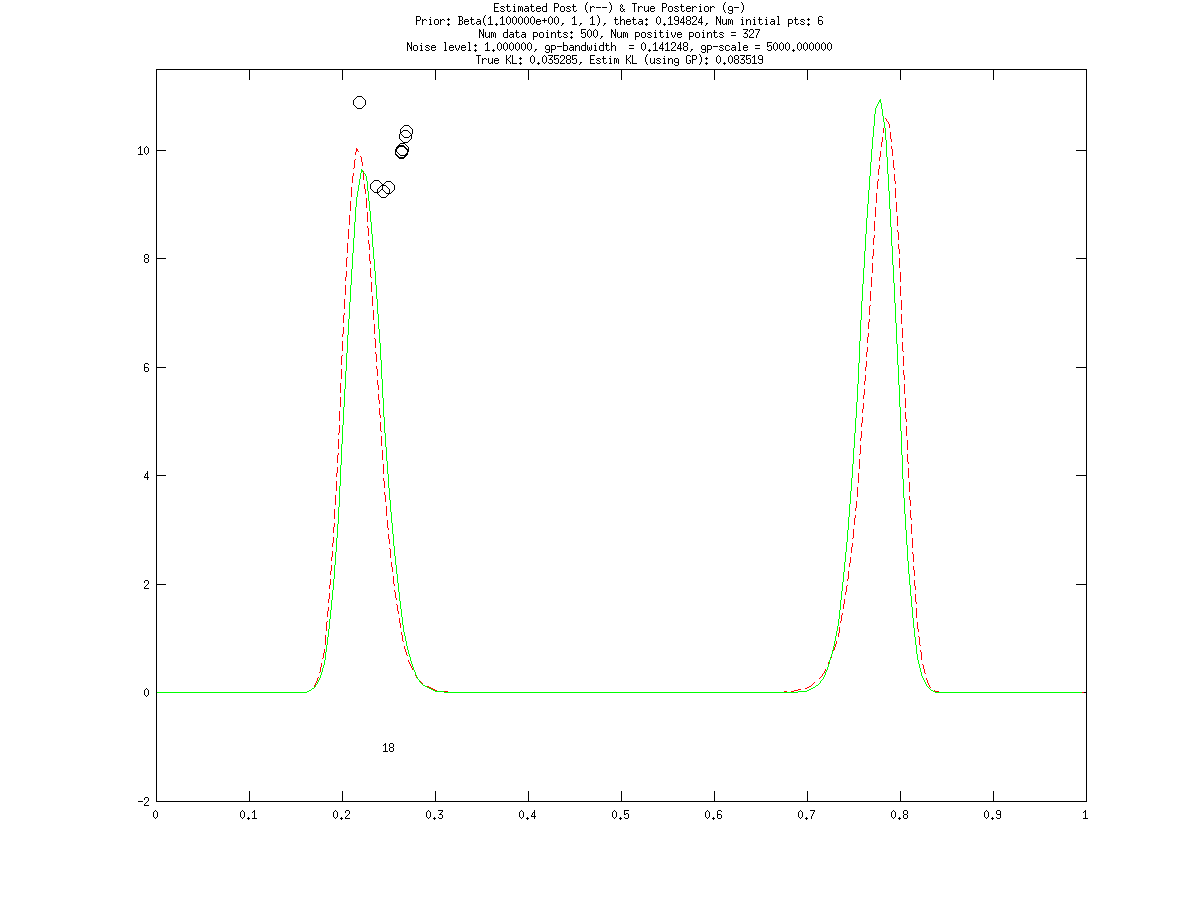 Estimated Post (r--) & True Posterior (g-)
Prior: Beta(1.100000e+00, 1, 1), theta: 0.194824, Num initial pts: 6
Num data points: 500, Num positive points = 327
Noise level: 1.000000, gp-bandwidth  = 0.141248, gp-scale = 5000.000000
True KL: 0.035285, Estim KL (using GP): 0.083519
10
8
6
4
2
0
18
-2
0 0.1 0.2 0.3 0.4 0.5 0.6 0.7 0.8 0.9 1